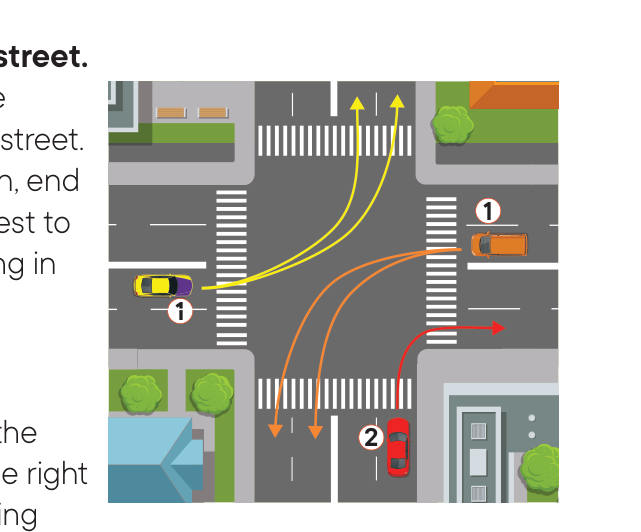 street.
e
street.
n, end
est to
ng in
1
1
2
the
e right
ing